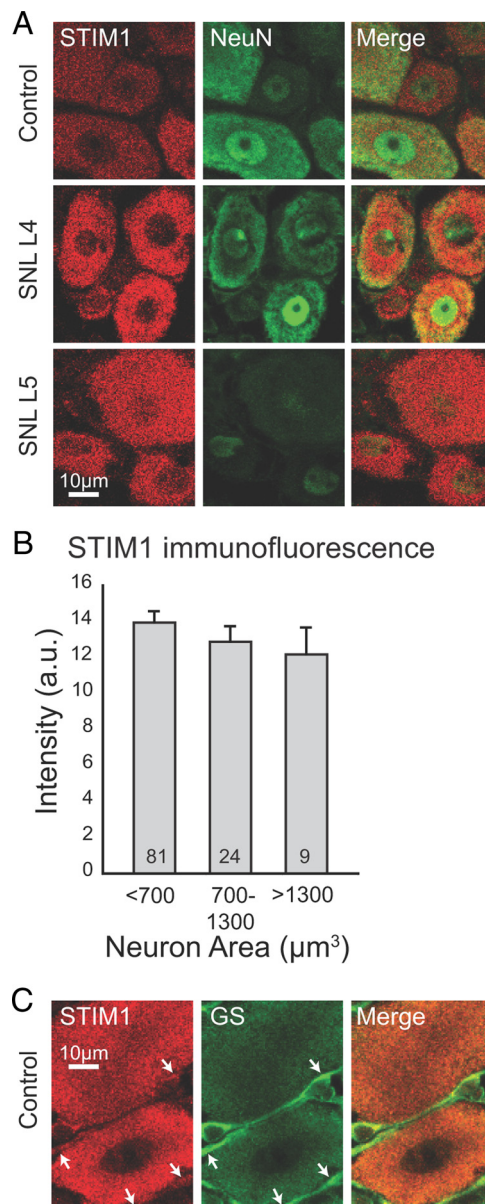 A
STIM1 NeuN Merge
Control
SNL L4
SNL L5
10µm
B
STIM1 immunofluorescence
Intensity (a.u.)
16
14
12
10
8
6
4
2
0
81 24 9
<700 700-1300 >1300
Neuron Area (µm³)
C
STIM1 GS Merge
Control
10µm